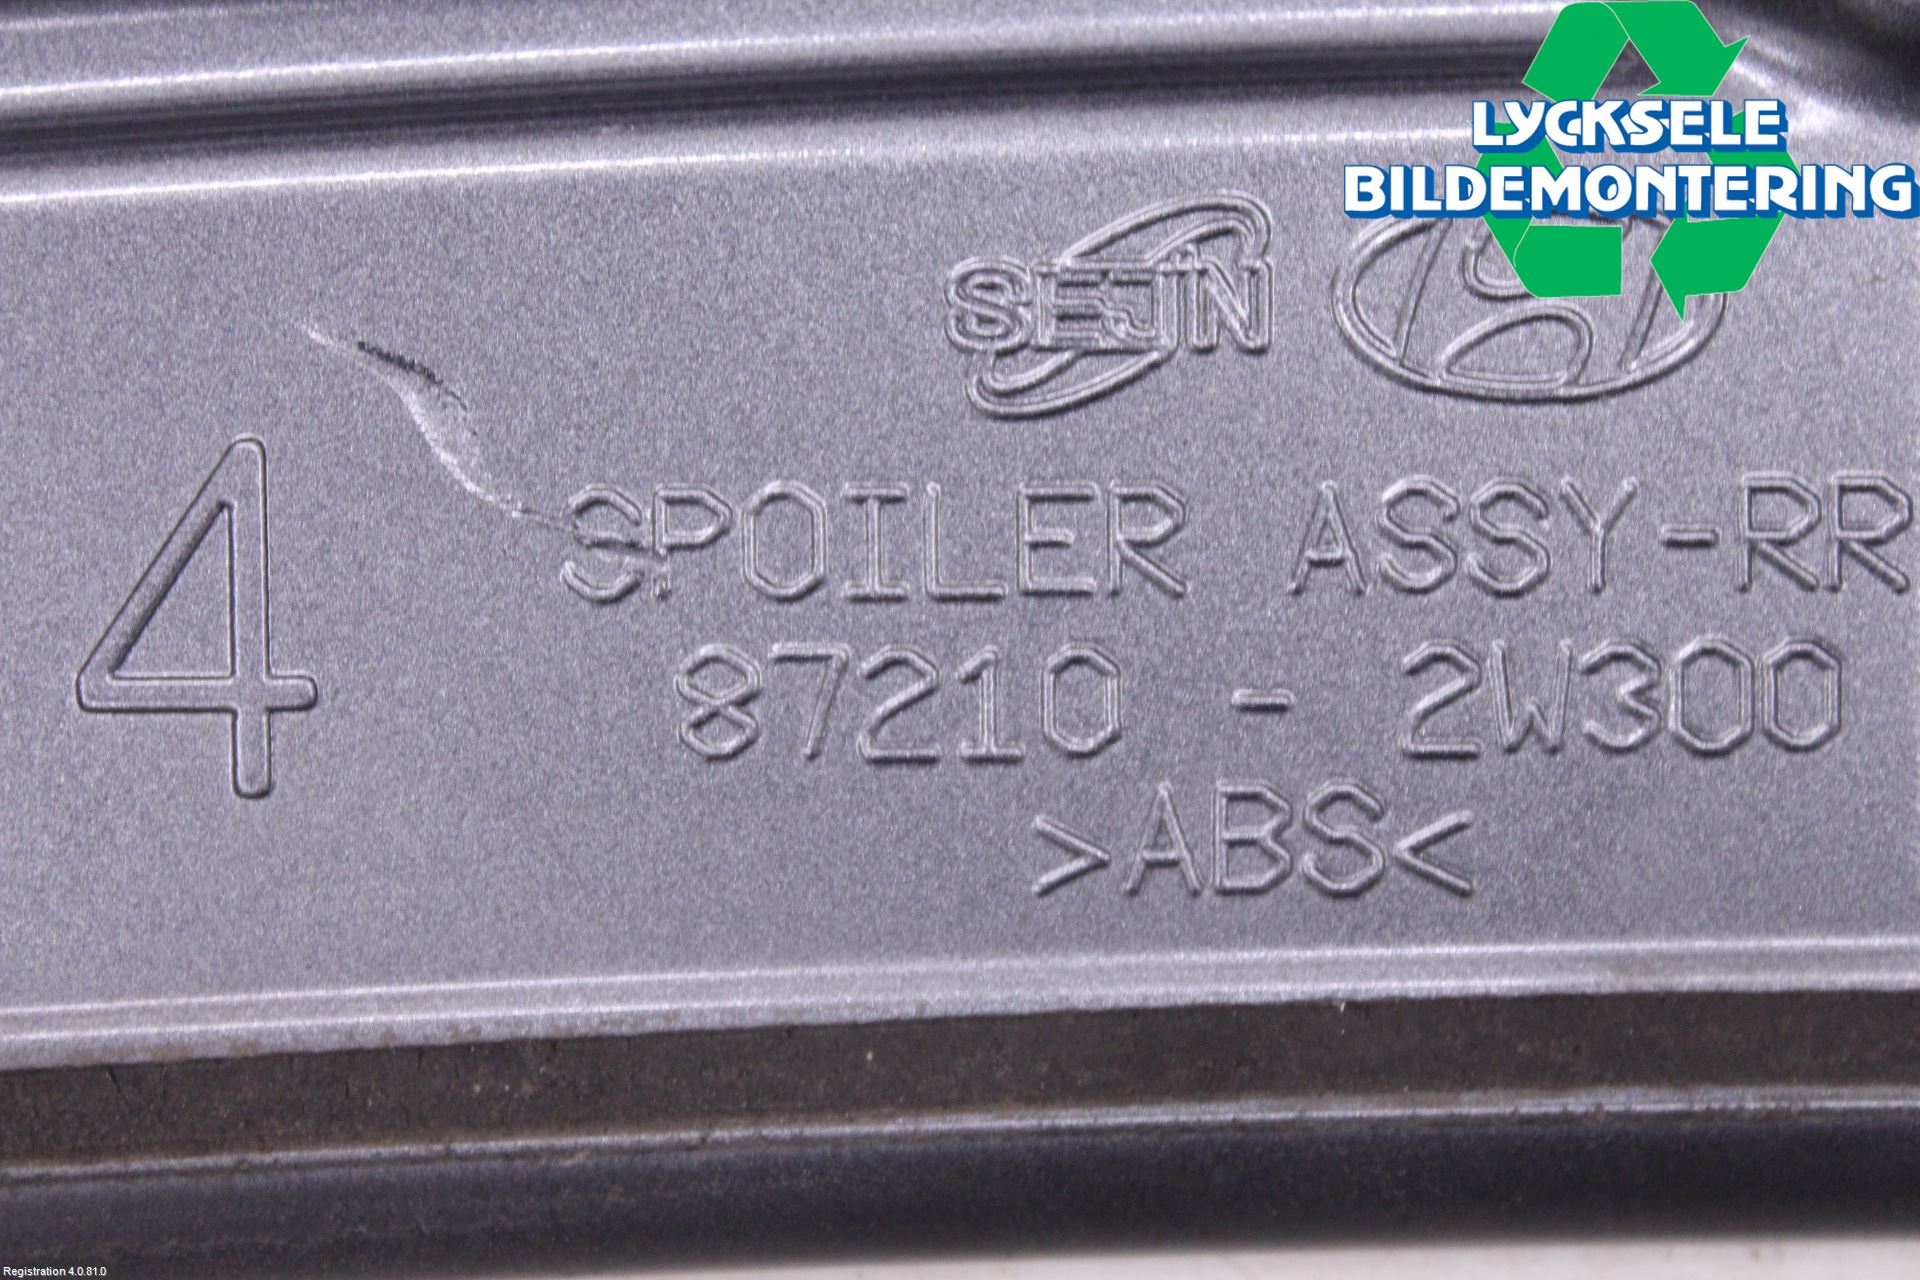 LYCKSELE
BILDEMONTERING
SEJIN
4
SPOILER ASSY-RR
87210 - 2W300
>ABS<
Registration 4.0.81.0